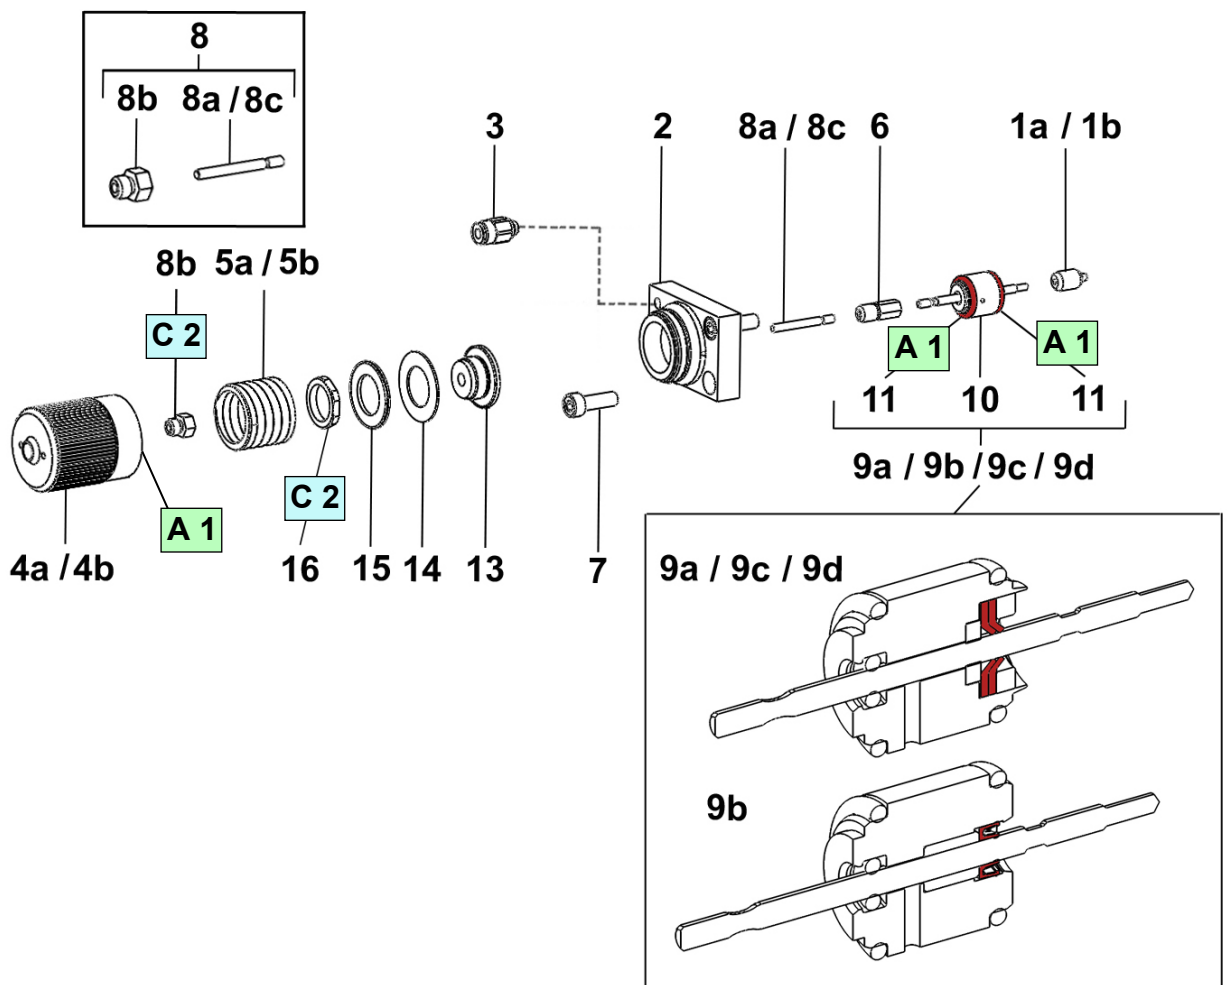 8
8b 8a / 8c
3 2 8a / 8c 6 1a / 1b
8b 5a / 5b
C 2
A 1 A 1
11 10 11
9a / 9b / 9c / 9d
C 2
A 1
4a / 4b 16 15 14 13 7
9a / 9c / 9d
9b